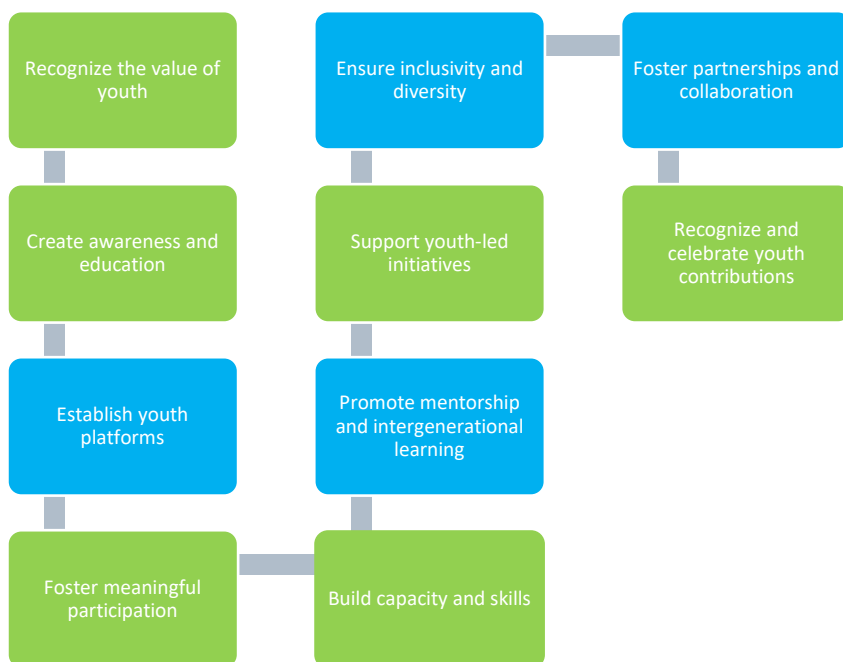 Recognize the value of
youth
Create awareness and
education
Establish youth
platforms
Foster meaningful
participation
Build capacity and skills
Promote mentorship
and intergenerational
learning
Support youth-led
initiatives
Ensure inclusivity and
diversity
Foster partnerships and
collaboration
Recognize and
celebrate youth
contributions